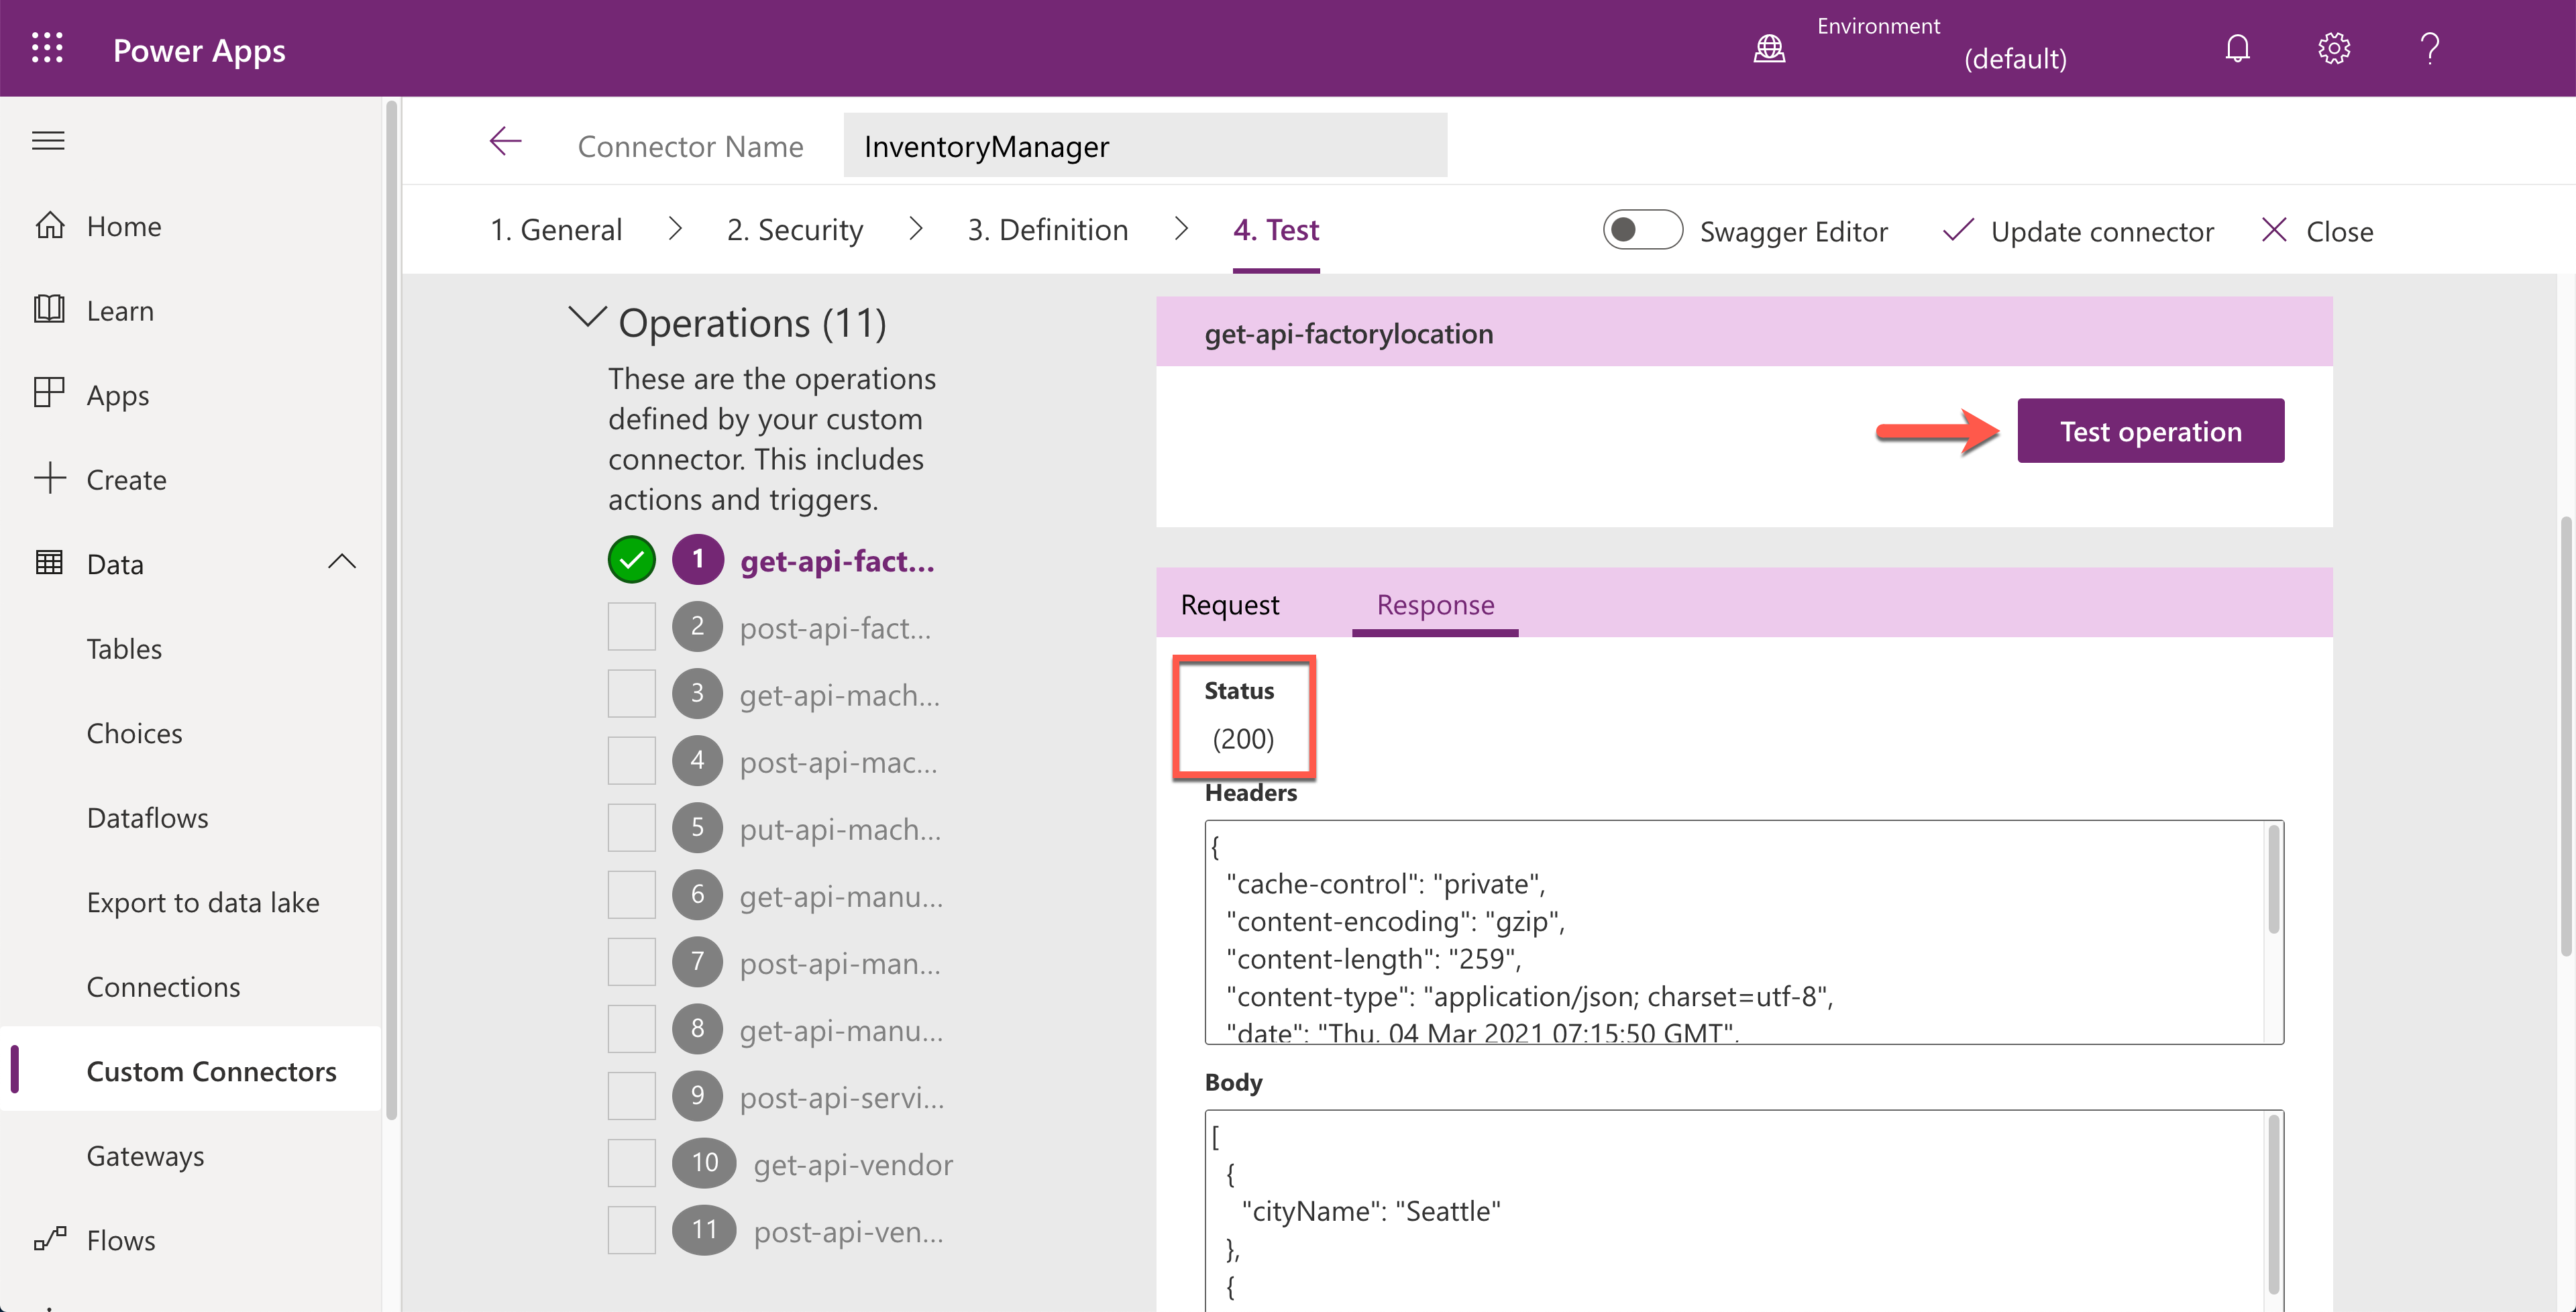 Power Apps
Environment
(default)
?
Home
Learn
Apps
Create
Data
Tables
Choices
Dataflows
Export to data lake
Connections
Custom Connectors
Gateways
Flows
Connector Name
InventoryManager
1. General
2. Security
3. Definition
4. Test
Swagger Editor
Update connector
Close
Operations (11)
These are the operations
defined by your custom
connector. This includes
actions and triggers.
1 get-api-fact...
2 post-api-fact...
3 get-api-mach...
4 post-api-mac...
5 put-api-mach...
6 get-api-manu...
7 post-api-man...
8 get-api-manu...
9 post-api-servi...
10 get-api-vendor
11 post-api-ven...
get-api-factorylocation
Test operation
Request
Response
Status
(200)
Headers
{
"cache-control": "private",
"content-encoding": "gzip",
"content-length": "259",
"content-type": "application/json; charset=utf-8",
"date": "Thu, 04 Mar 2021 07:15:50 GMT",
Body
[
{
"cityName": "Seattle"
},
{